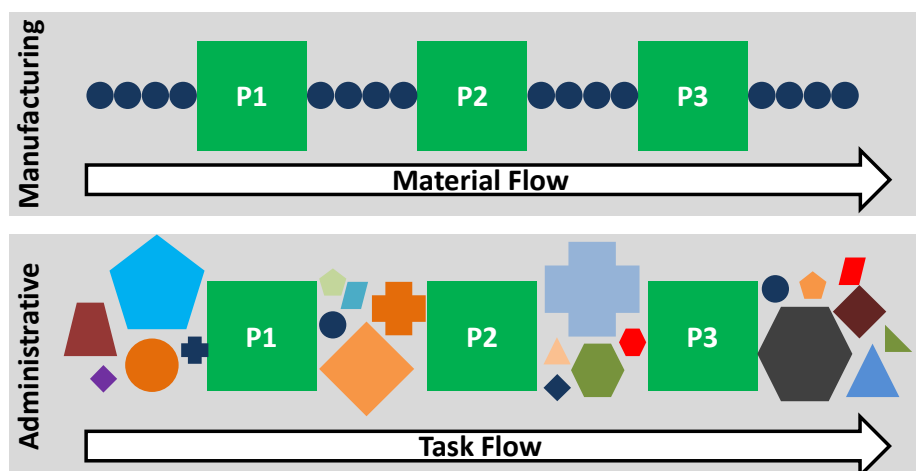 Manufacturing
P1
P2
P3
Material Flow
Administrative
P1
P2
P3
Task Flow